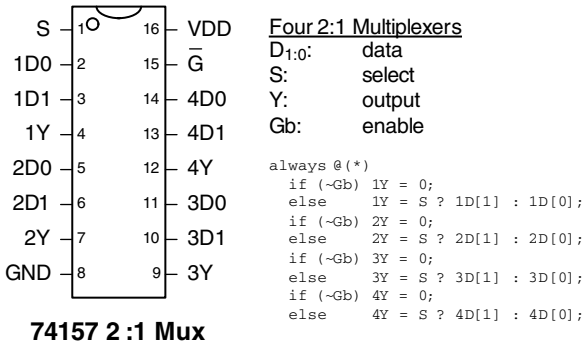 S 1 16 VDD
1D0 2 15 G̅
1D1 3 14 4D0
1Y 4 13 4D1
2D0 5 12 4Y
2D1 6 11 3D0
2Y 7 10 3D1
GND 8 9 3Y
74157 2 :1 Mux
Four 2:1 Multiplexers
D1:0: data
S: select
Y: output
Gb: enable
always @(*)
if (~Gb) 1Y = 0;
else 1Y = S ? 1D[1] : 1D[0];
if (~Gb) 2Y = 0;
else 2Y = S ? 2D[1] : 2D[0];
if (~Gb) 3Y = 0;
else 3Y = S ? 3D[1] : 3D[0];
if (~Gb) 4Y = 0;
else 4Y = S ? 4D[1] : 4D[0];